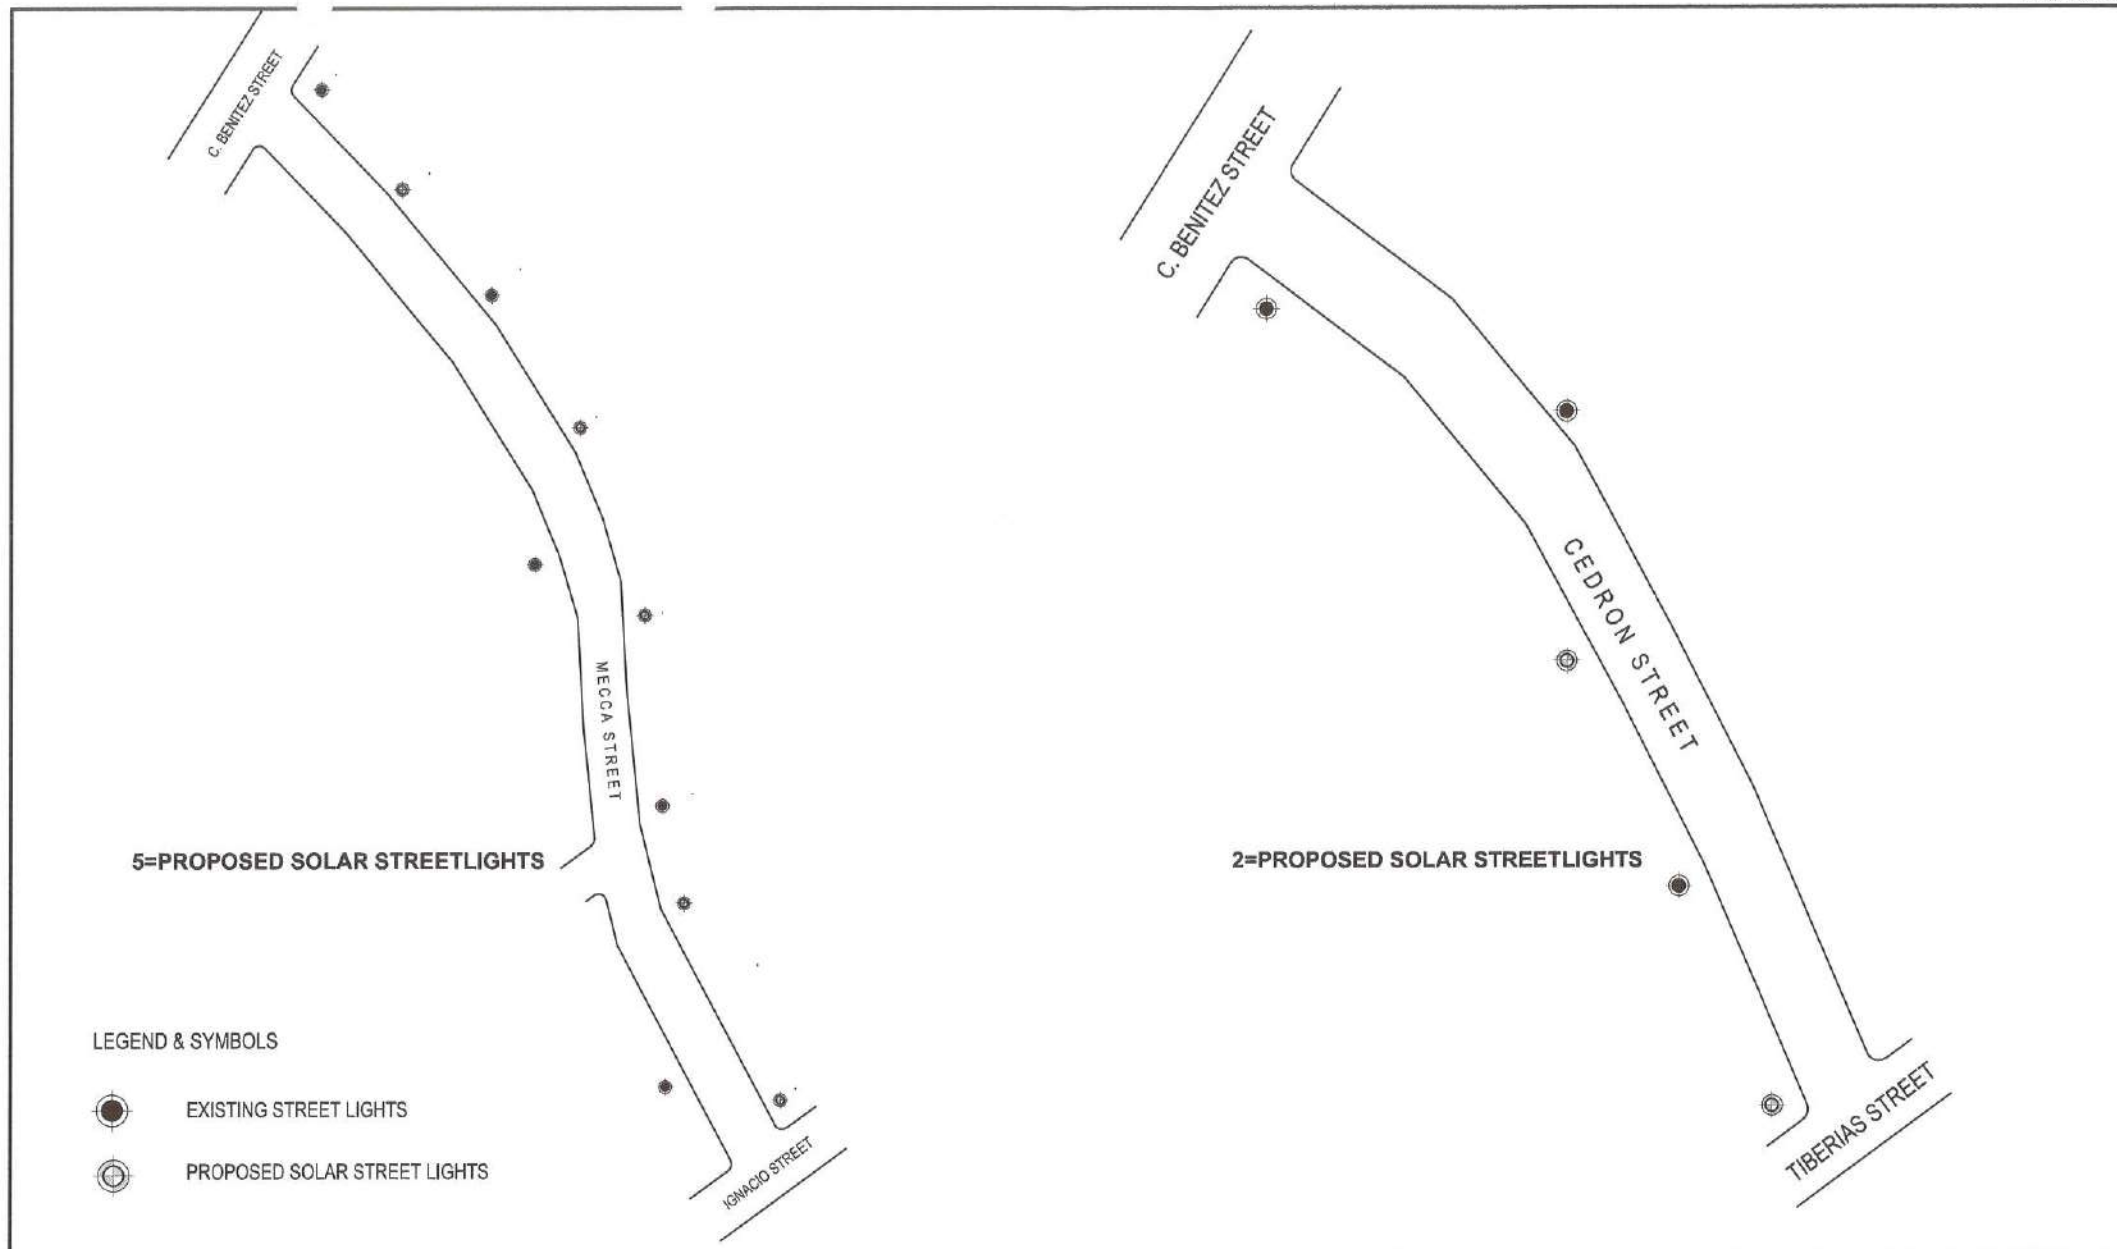 C. BENITEZ STREET
MECCA STREET
5=PROPOSED SOLAR STREETLIGHTS
IGNACIO STREET
LEGEND & SYMBOLS
EXISTING STREET LIGHTS
PROPOSED SOLAR STREET LIGHTS
C. BENITEZ STREET
CEDRON STREET
2=PROPOSED SOLAR STREETLIGHTS
TIBERIAS STREET